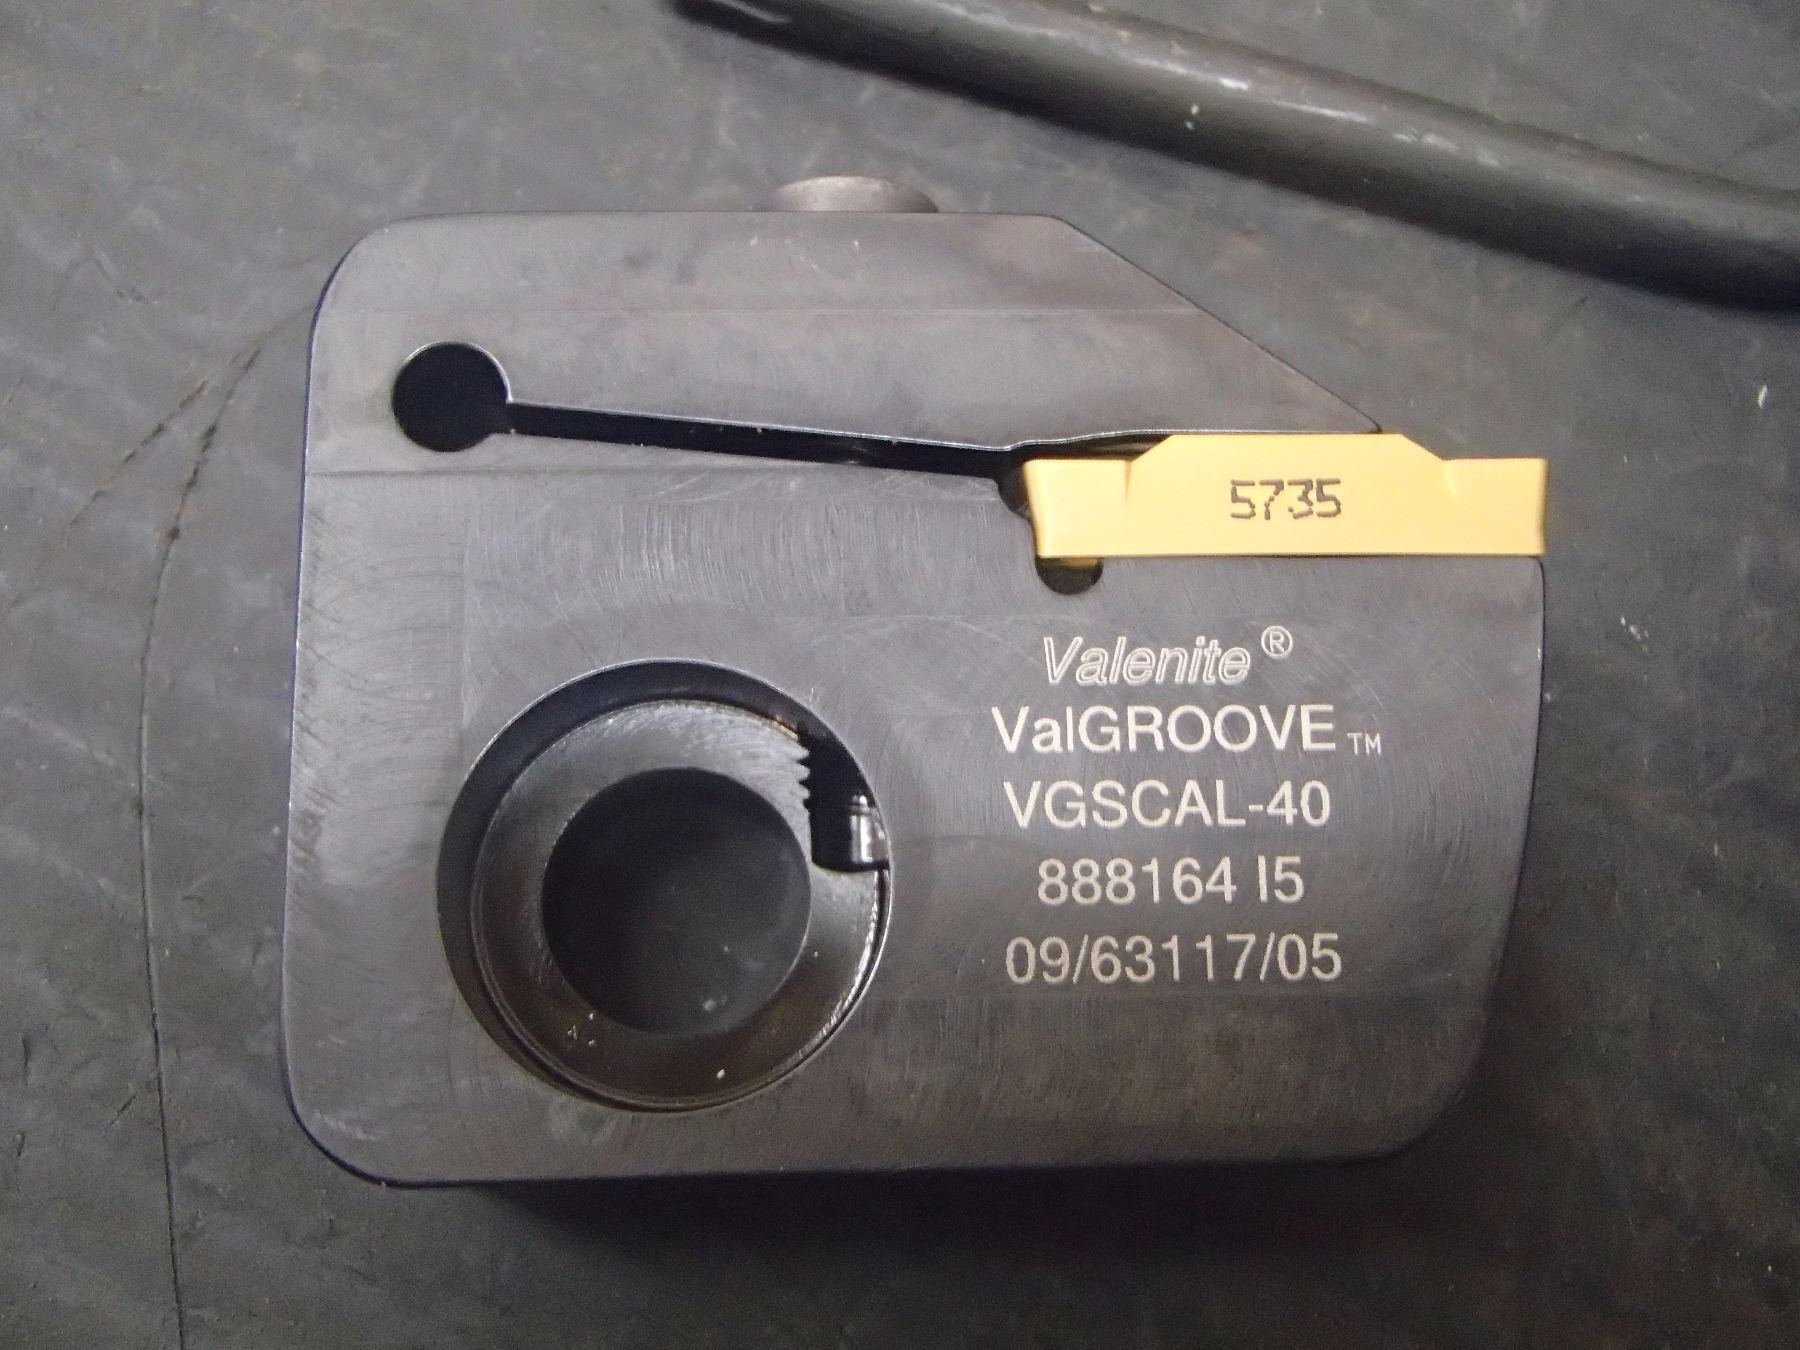 5735
Valenite®
ValGROOVE™
VGSCAL-40
888164 I5
09/63117/05